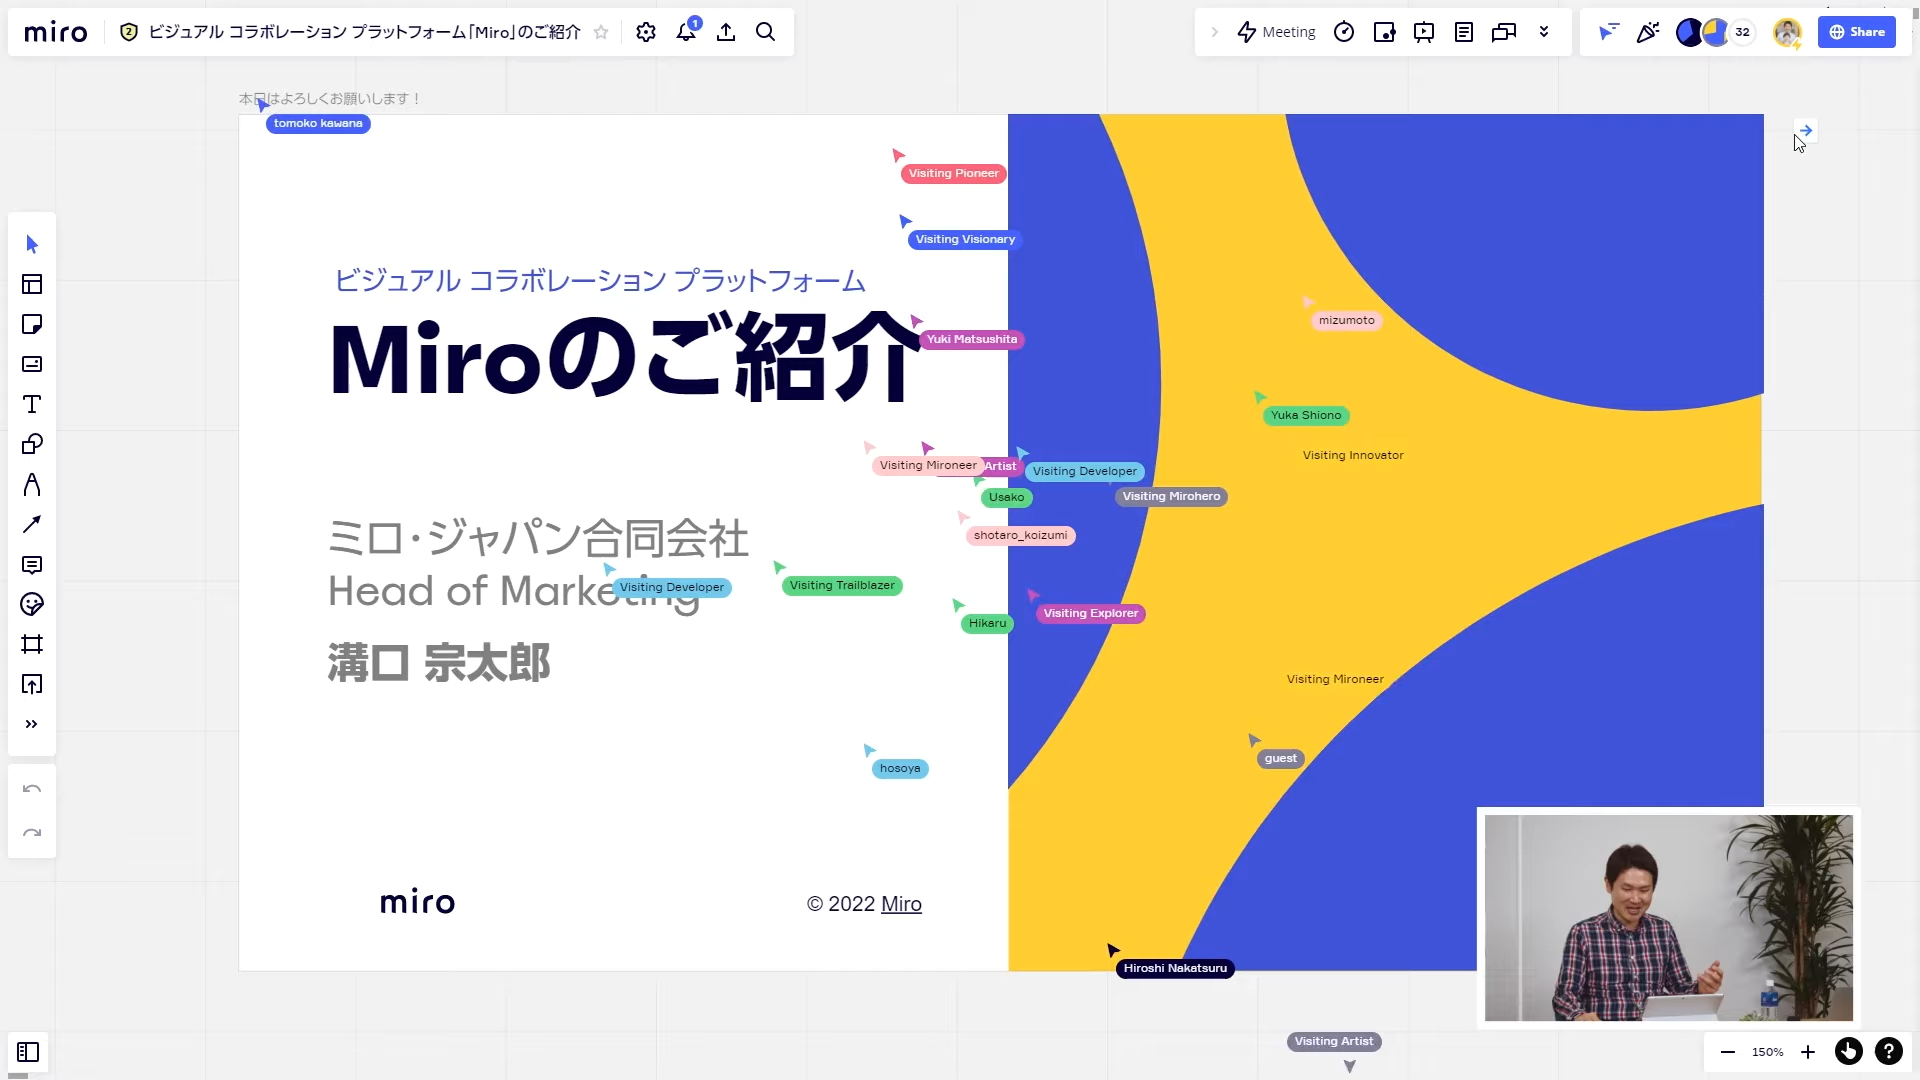 miro
2
ビジュアル コラボレーション プラットフォーム「Miro」のご紹介
1
Meeting
32
Share
本日はよろしくお願いします！
tomoko kawana
Visiting Pioneer
Visiting Visionary
ビジュアル コラボレーション プラットフォーム
Miroのご紹介
Yuki Matsushita
mizumoto
Yuka Shiono
Visiting Innovator
Visiting Mironeer
Artist
Visiting Developer
Usako
Visiting Mirohero
shotaro_koizumi
ミロ・ジャパン合同会社
Head of Marketing
Visiting Developer
Visiting Trailblazer
Hikaru
Visiting Explorer
溝口 宗太郎
Visiting Mironeer
guest
hosoya
miro
© 2022 Miro
Hiroshi Nakatsuru
Visiting Artist
150%
?